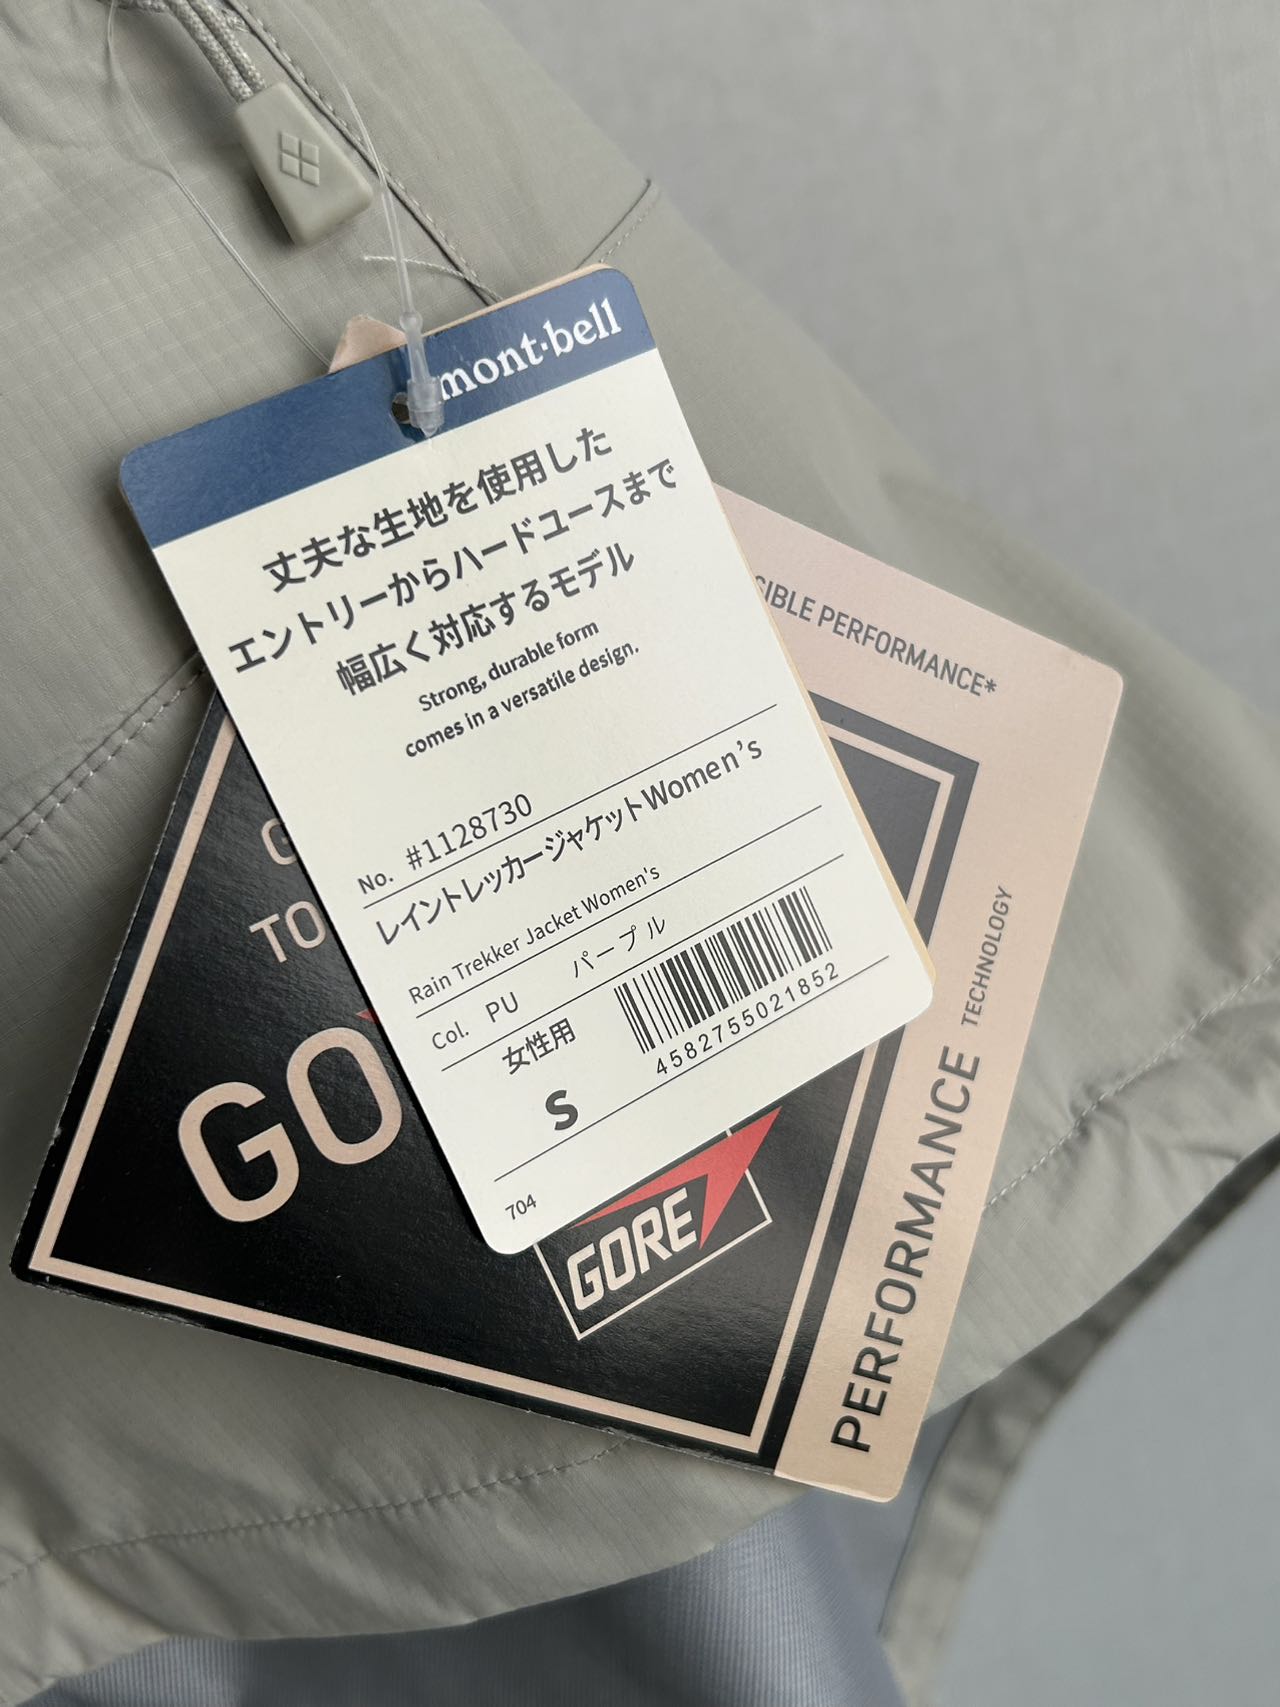 mont·bell
丈夫な生地を使用した
エントリーからハードユースまで
幅広く対応するモデル
Strong, durable form
comes in a versatile design.
No. #1128730
レイントレッカージャケットWomen's
Rain Trekker Jacket Women's
Col. PU パープル
女性用
S
4582755021852
704
PERFORMANCE*
TO
GO
GORE
PERFORMANCE TECHNOLOGY